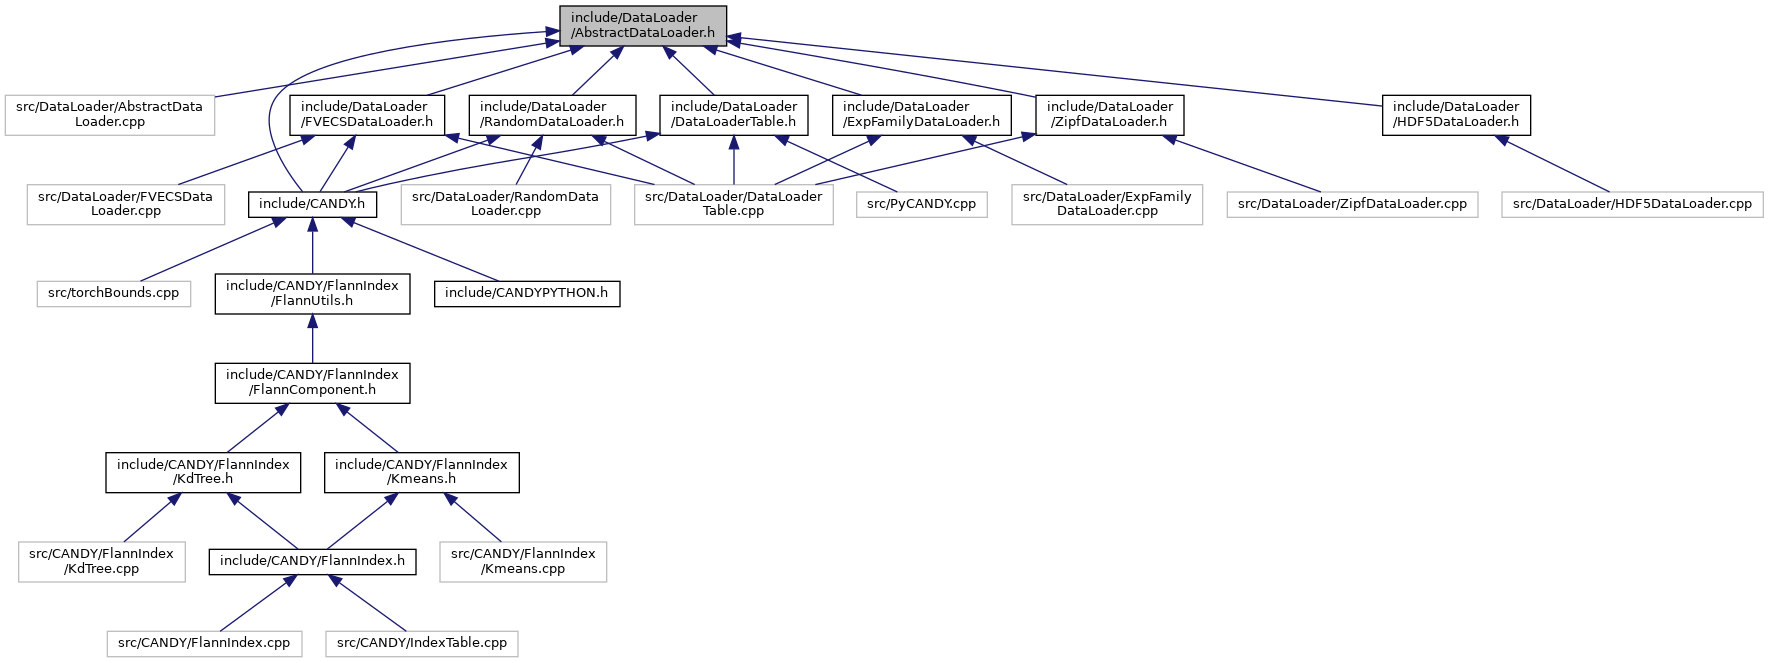 include/DataLoader
/AbstractDataLoader.h
src/DataLoader/AbstractData
Loader.cpp
include/DataLoader
/FVECSDataLoader.h
include/DataLoader
/RandomDataLoader.h
include/DataLoader
/DataLoaderTable.h
include/DataLoader
/ExpFamilyDataLoader.h
include/DataLoader
/ZipfDataLoader.h
include/DataLoader
/HDF5DataLoader.h
src/DataLoader/FVECSData
Loader.cpp
include/CANDY.h
src/DataLoader/RandomData
Loader.cpp
src/DataLoader/DataLoader
Table.cpp
src/PyCANDY.cpp
src/DataLoader/ExpFamily
DataLoader.cpp
src/DataLoader/ZipfDataLoader.cpp
src/DataLoader/HDF5DataLoader.cpp
src/torchBounds.cpp
include/CANDY/FlannIndex
/FlannUtils.h
include/CANDYPYTHON.h
include/CANDY/FlannIndex
/FlannComponent.h
include/CANDY/FlannIndex
/KdTree.h
include/CANDY/FlannIndex
/Kmeans.h
src/CANDY/FlannIndex
/KdTree.cpp
include/CANDY/FlannIndex.h
src/CANDY/FlannIndex
/Kmeans.cpp
src/CANDY/FlannIndex.cpp
src/CANDY/IndexTable.cpp